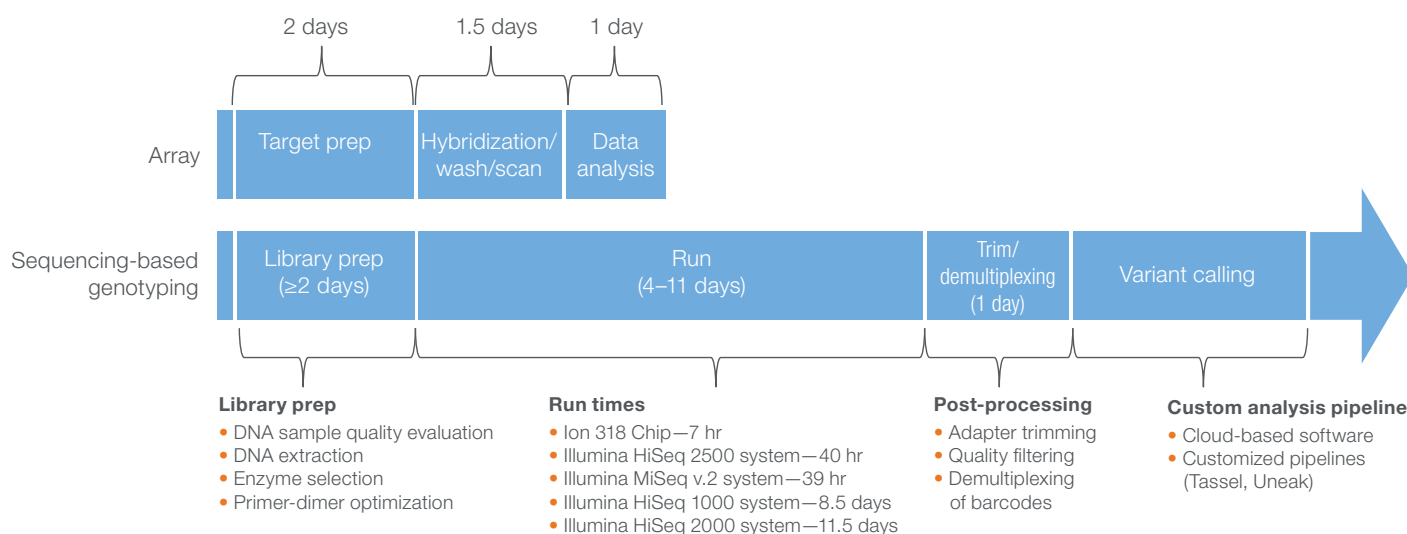 2 days
1.5 days
1 day
Array
Target prep
Hybridization/
wash/scan
Data
analysis
Sequencing-based
genotyping
Library prep
(≥2 days)
Run
(4–11 days)
Trim/
demultiplexing
(1 day)
Variant calling
Library prep
• DNA sample quality evaluation
• DNA extraction
• Enzyme selection
• Primer-dimer optimization
Run times
• Ion 318 Chip—7 hr
• Illumina HiSeq 2500 system—40 hr
• Illumina MiSeq v.2 system—39 hr
• Illumina HiSeq 1000 system—8.5 days
• Illumina HiSeq 2000 system—11.5 days
Post-processing
• Adapter trimming
• Quality filtering
• Demultiplexing
of barcodes
Custom analysis pipeline
• Cloud-based software
• Customized pipelines
(Tassel, Uneak)